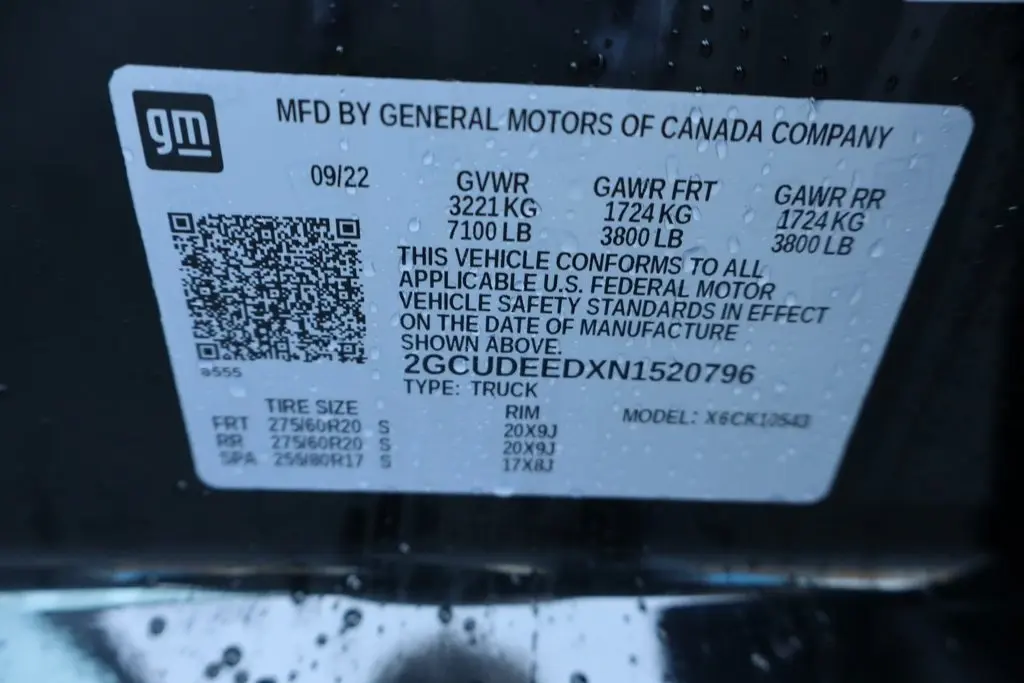 gm
MFD BY GENERAL MOTORS OF CANADA COMPANY
09/22
GVWR
3221 KG
7100 LB
GAWR FRT
1724 KG
3800 LB
GAWR RR
1724 KG
3800 LB
THIS VEHICLE CONFORMS TO ALL
APPLICABLE U.S. FEDERAL MOTOR
VEHICLE SAFETY STANDARDS IN EFFECT
ON THE DATE OF MANUFACTURE
SHOWN ABOVE.
2GCUDEEDXN1520796
TYPE: TRUCK
a555
TIRE SIZE
RIM
FRT 275/60R20 S 20X9J
RR 275/60R20 S 20X9J
SPA 255/80R17 S 17X8J
MODEL: X6CK10543